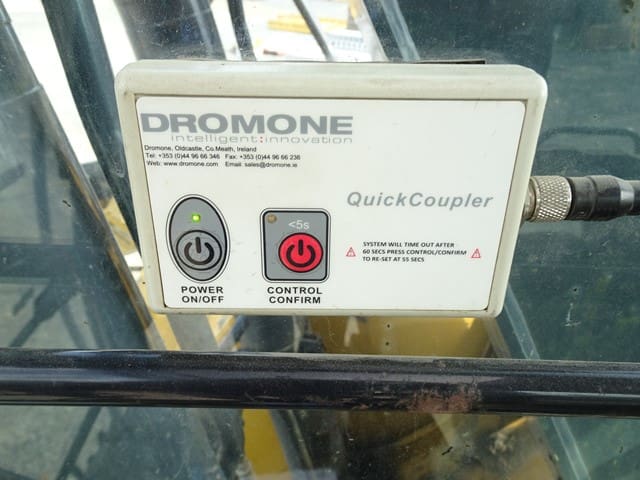 DROMONE
intelligent:innovation
Dromone, Oldcastle, Co.Meath, Ireland
Tel: +353 (0)44 96 66 346 Fax: +353 (0)44 96 66 236
Web: www.dromone.com Email: sales@dromone.ie
QuickCoupler
<5s
SYSTEM WILL TIME OUT AFTER
60 SECS PRESS CONTROL/CONFIRM
TO RE-SET AT 55 SECS
POWER
ON/OFF
CONTROL
CONFIRM